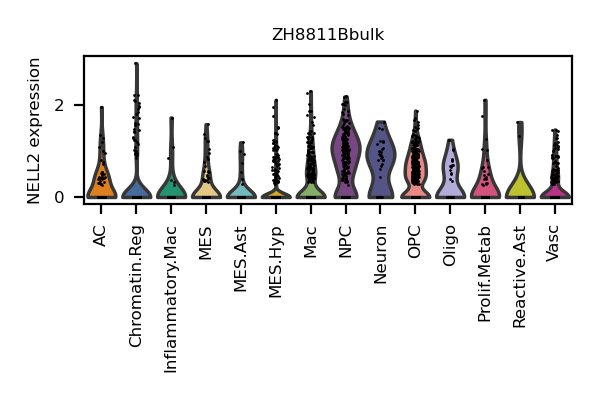 ZH8811Bbulk
NELL2 expression
2
0
AC
Chromatin.Reg
Inflammatory.Mac
MES
MES.Ast
MES.Hyp
Mac
NPC
Neuron
OPC
Oligo
Prolif.Metab
Reactive.Ast
Vasc